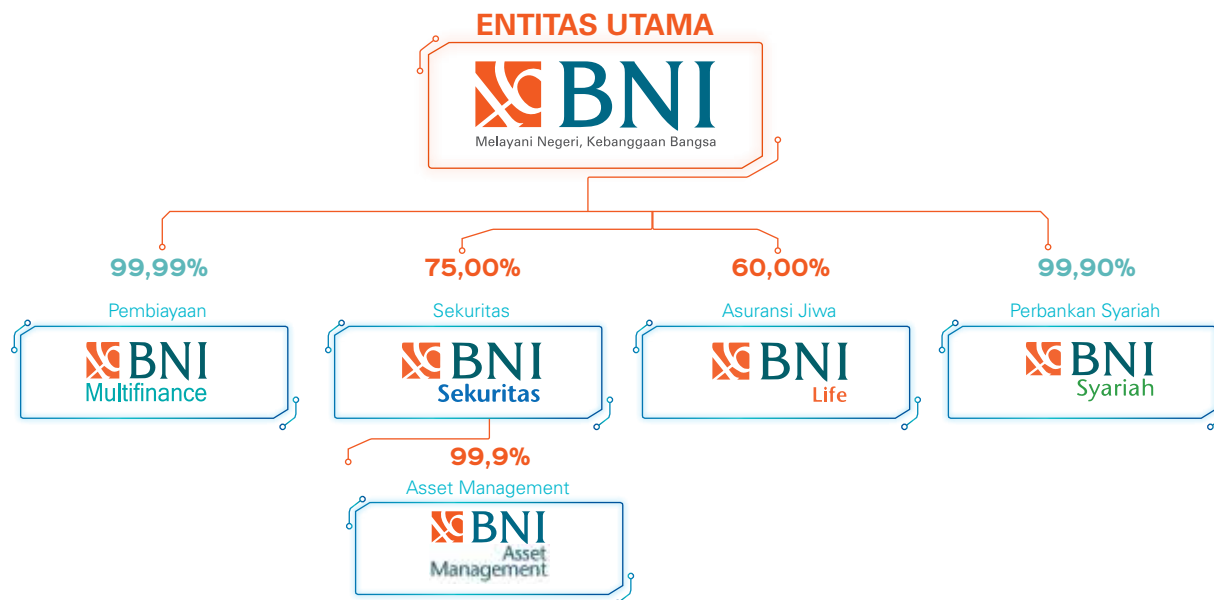 ENTITAS UTAMA
BNI
Melayani Negeri, Kebanggaan Bangsa
99,99%
75,00%
60,00%
99,90%
Pembiayaan
Sekuritas
Asuransi Jiwa
Perbankan Syariah
BNI
Multifinance
BNI
Sekuritas
BNI
Life
BNI
Syariah
99,9%
Asset Management
BNI
Asset
Management